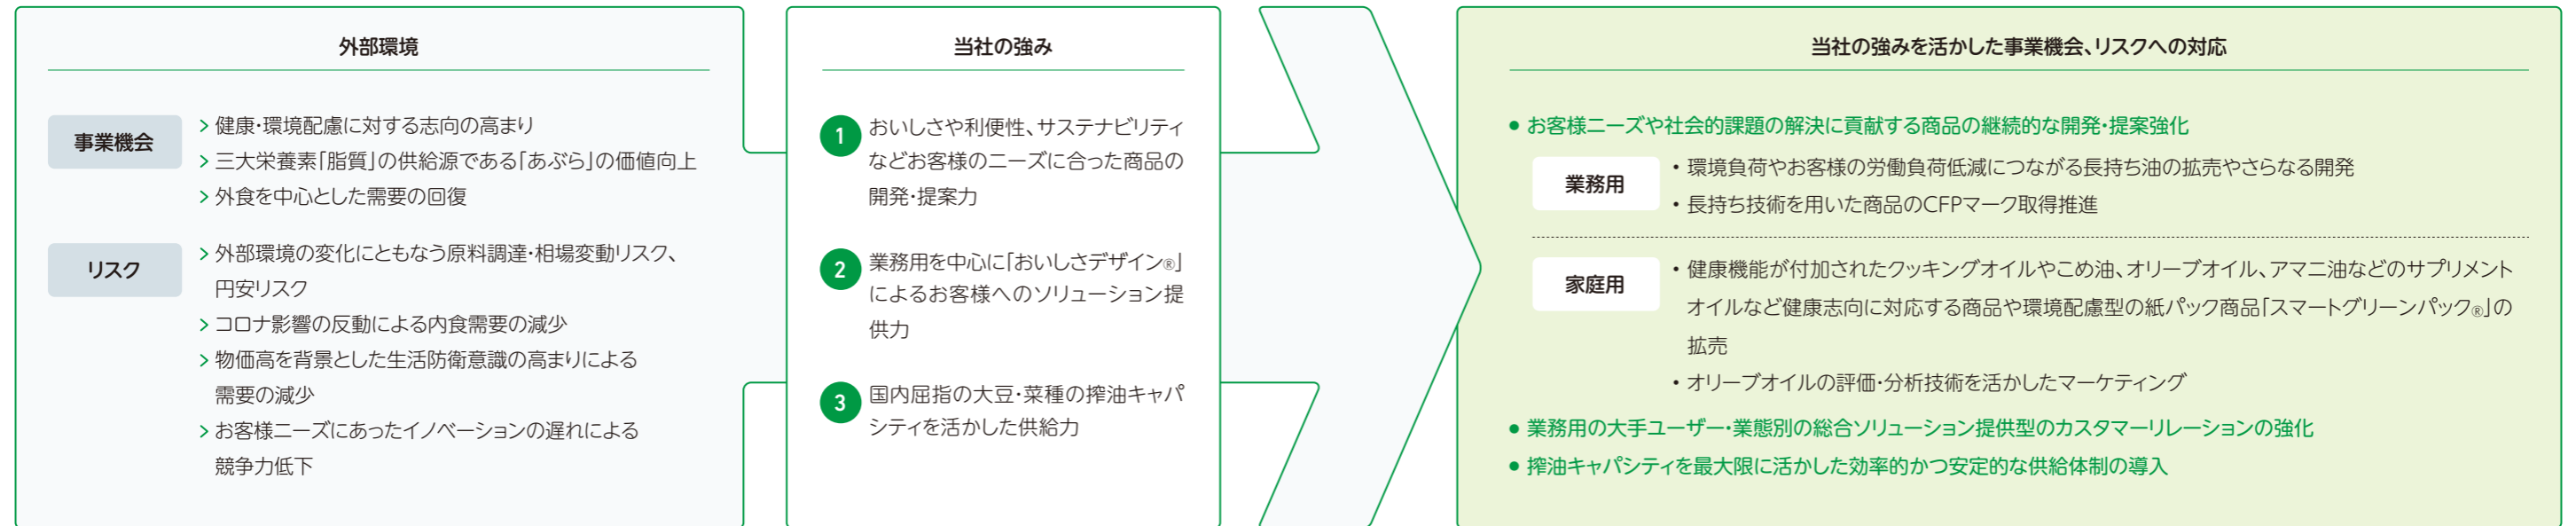 外部環境
事業機会
> 健康・環境配慮に対する志向の高まり
> 三大栄養素「脂質」の供給源である「あぶら」の価値向上
> 外食を中心とした需要の回復
リスク
> 外部環境の変化にともなう原料調達・相場変動リスク、
円安リスク
> コロナ影響の反動による内食需要の減少
> 物価高を背景とした生活防衛意識の高まりによる
需要の減少
> お客様ニーズにあったイノベーションの遅れによる
競争力低下
当社の強み
1 おいしさや利便性、サステナビリティ
などお客様のニーズに合った商品の
開発・提案力
2 業務用を中心に「おいしさデザイン®」
によるお客様へのソリューション提
供力
3 国内屈指の大豆・菜種の搾油キャパ
シティを活かした供給力
当社の強みを活かした事業機会、リスクへの対応
● お客様ニーズや社会的課題の解決に貢献する商品の継続的な開発・提案強化
業務用
・環境負荷やお客様の労働負荷低減につながる長持ち油の拡売やさらなる開発
・長持ち技術を用いた商品のCFPマーク取得推進
家庭用
・健康機能が付加されたクッキングオイルやこめ油、オリーブオイル、アマニ油などのサプリメント
オイルなど健康志向に対応する商品や環境配慮型の紙パック商品「スマートグリーンパック®」の
拡売
・オリーブオイルの評価・分析技術を活かしたマーケティング
● 業務用の大手ユーザー・業態別の総合ソリューション提供型のカスタマーリレーションの強化
● 搾油キャパシティを最大限に活かした効率的かつ安定的な供給体制の導入